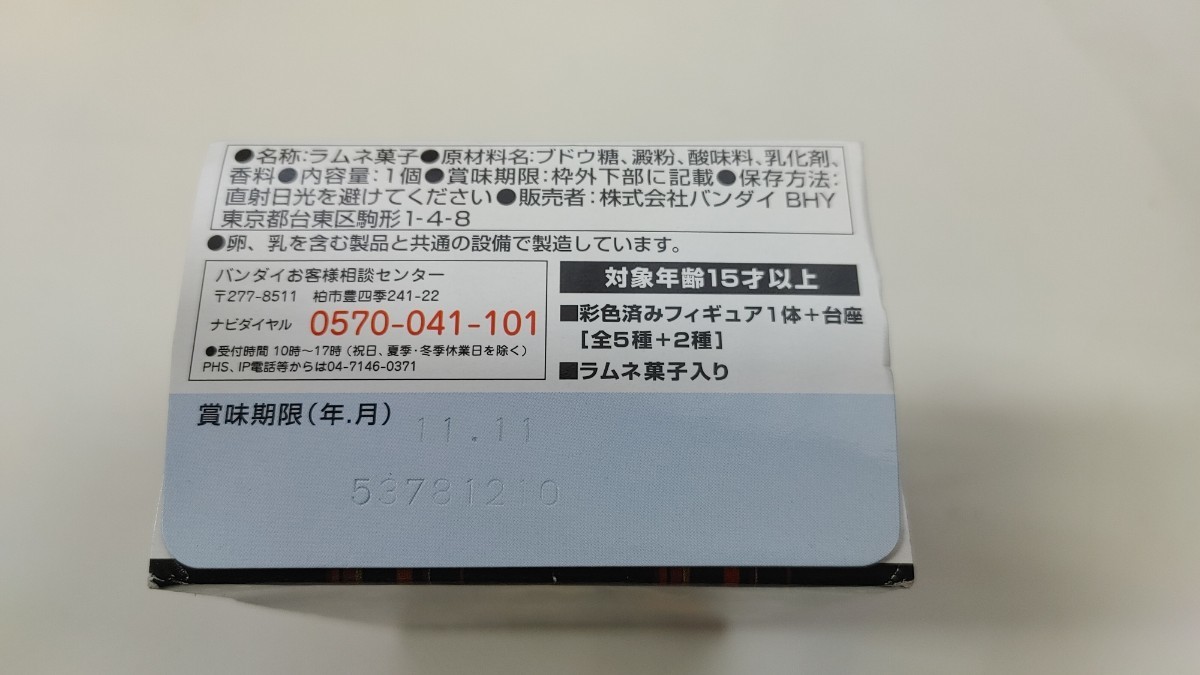 ●名称:ラムネ菓子●原材料名:ブドウ糖、澱粉、酸味料、乳化剤、
香料●内容量:1個●賞味期限:枠外下部に記載●保存方法:
直射日光を避けてください●販売者:株式会社バンダイ BHY
東京都台東区駒形1-4-8
●卵、乳を含む製品と共通の設備で製造しています。
バンダイお客様相談センター
〒277-8511 柏市豊四季241-22
ナビダイヤル 0570-041-101
●受付時間 10時～17時(祝日、夏季・冬季休業日を除く)
PHS、IP電話等からは04-7146-0371
対象年齢15才以上
■彩色済みフィギュア1体+台座
[全5種+2種]
■ラムネ菓子入り
賞味期限(年.月) 11.11
53781210